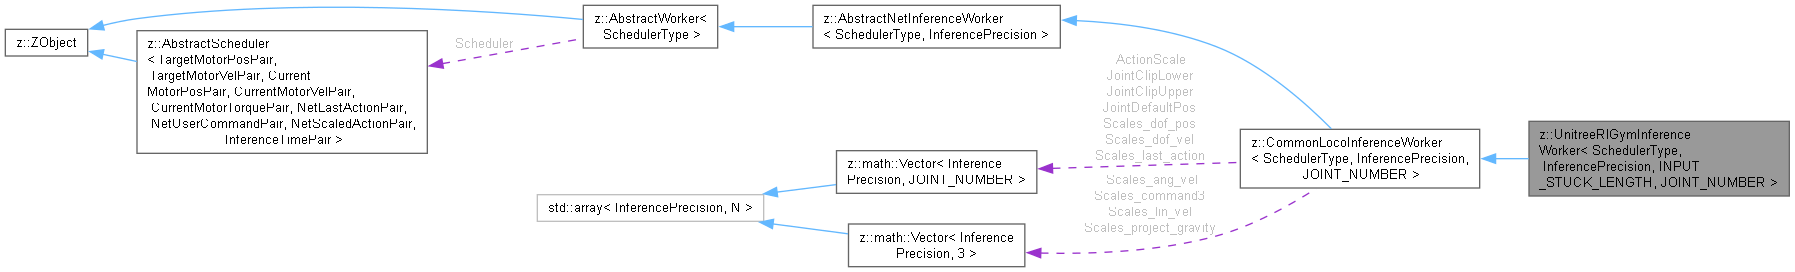 z::ZObject
z::AbstractScheduler
< TargetMotorPosPair,
TargetMotorVelPair, Current
MotorPosPair, CurrentMotorVelPair,
CurrentMotorTorquePair, NetLastActionPair,
NetUserCommandPair, NetScaledActionPair,
InferenceTimePair >
Scheduler
z::AbstractWorker<
SchedulerType >
z::AbstractNetInferenceWorker
< SchedulerType, InferencePrecision >
ActionScale
JointClipLower
JointClipUpper
JointDefaultPos
Scales_dof_pos
Scales_dof_vel
Scales_last_action
z::math::Vector< Inference
Precision, JOINT_NUMBER >
std::array< InferencePrecision, N >
z::math::Vector< Inference
Precision, 3 >
Scales_ang_vel
Scales_command3
Scales_lin_vel
Scales_project_gravity
z::CommonLocoInferenceWorker
< SchedulerType, InferencePrecision,
JOINT_NUMBER >
z::UnitreeRlGymInference
Worker< SchedulerType,
InferencePrecision, INPUT
_STUCK_LENGTH, JOINT_NUMBER >